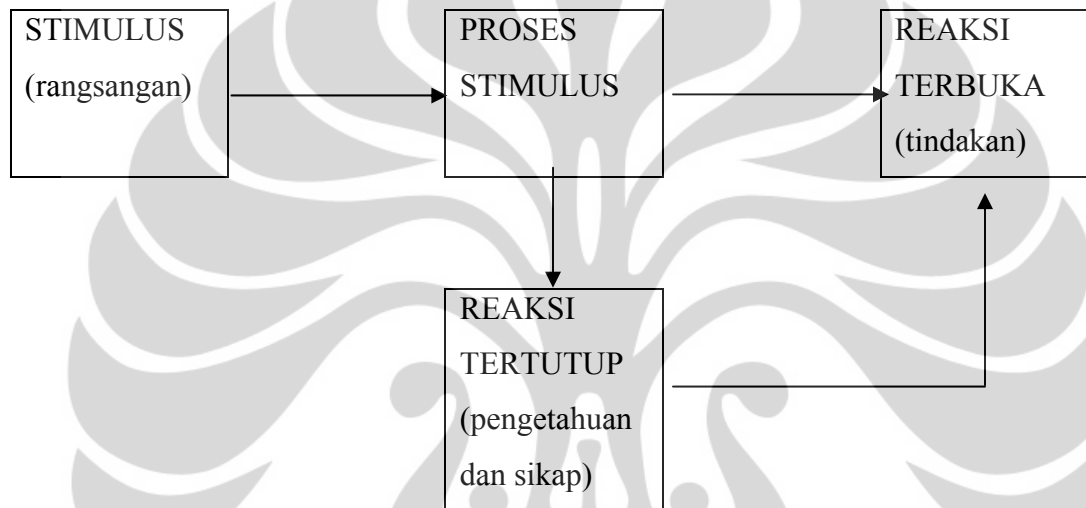 STIMULUS
(rangsangan)
PROSES
STIMULUS
REAKSI
TERBUKA
(tindakan)
REAKSI
TERTUTUP
(pengetahuan
dan sikap)